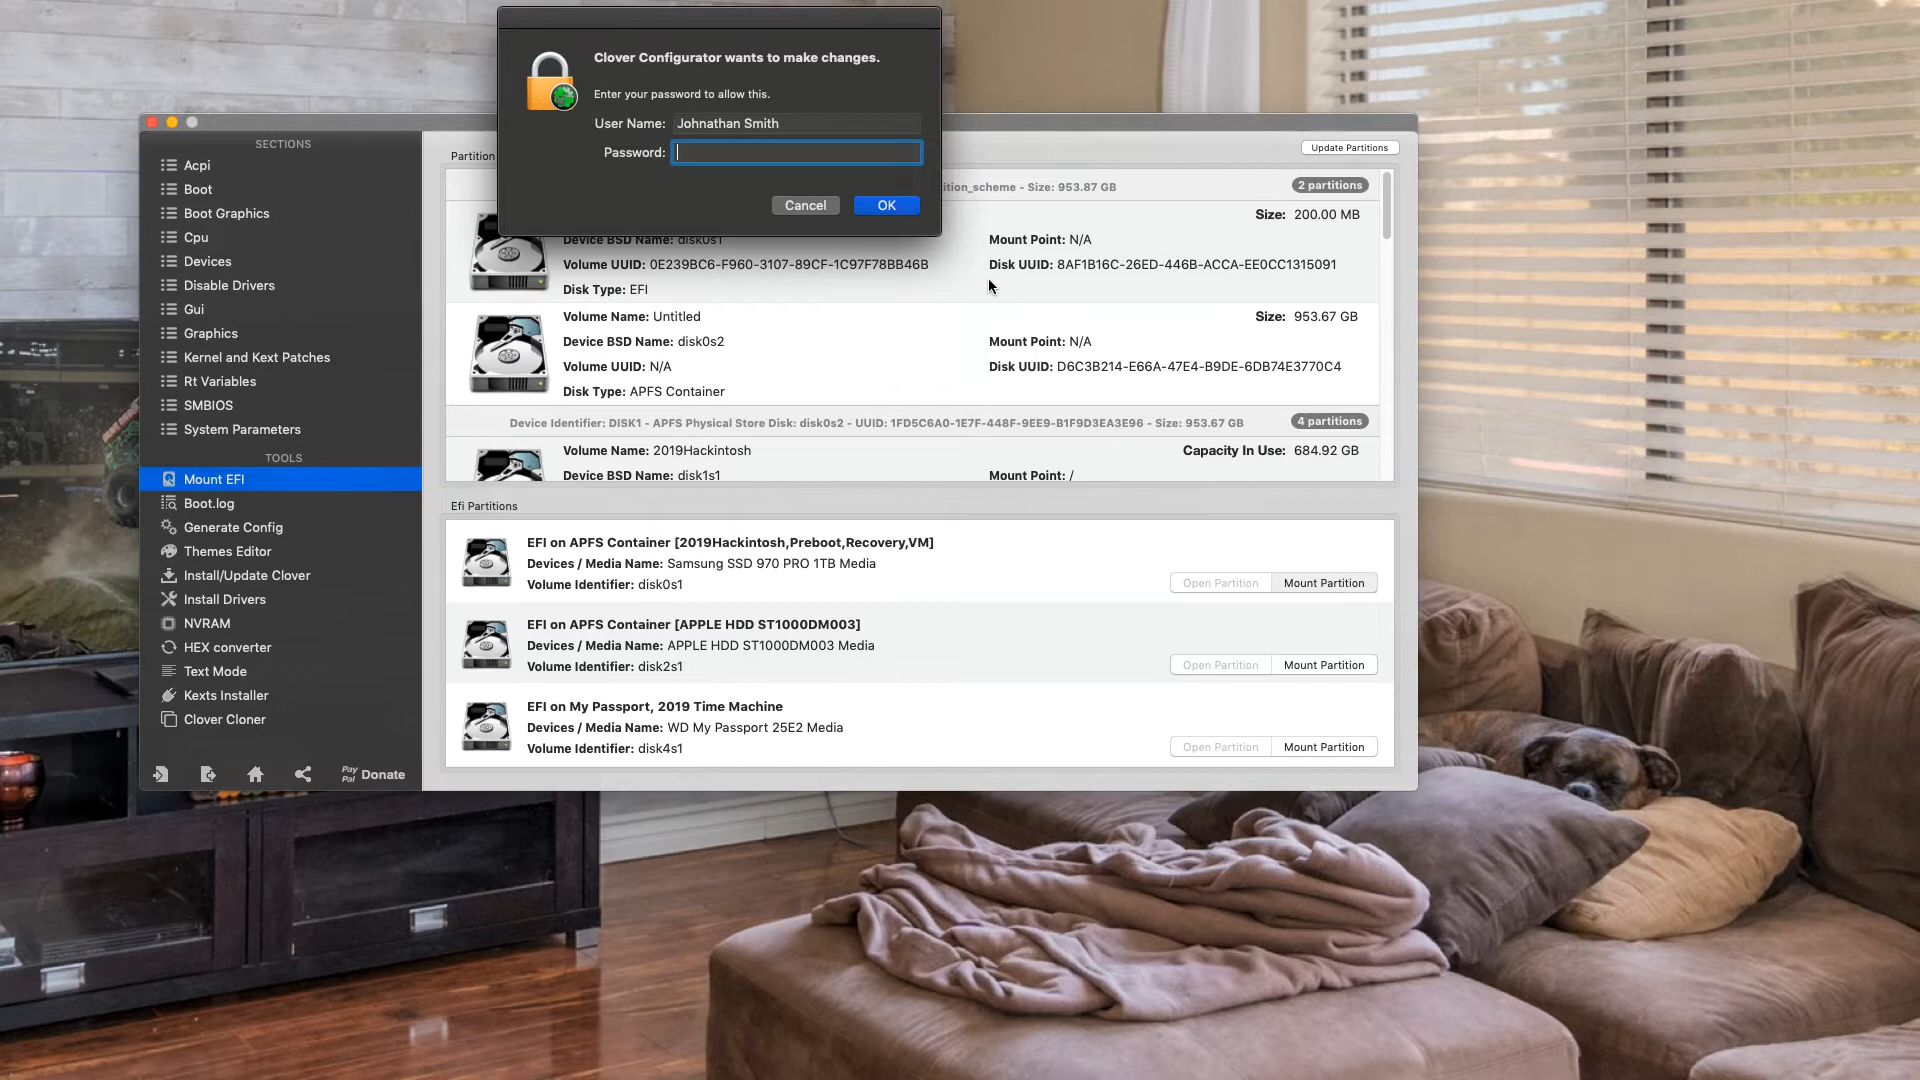 Clover Configurator wants to make changes.
Enter your password to allow this.
User Name: Johnathan Smith
Password:
Cancel
OK
SECTIONS
Acpi
Boot
Boot Graphics
Cpu
Devices
Disable Drivers
Gui
Graphics
Kernel and Kext Patches
Rt Variables
SMBIOS
System Parameters
TOOLS
Mount EFI
Boot.log
Generate Config
Themes Editor
Install/Update Clover
Install Drivers
NVRAM
HEX converter
Text Mode
Kexts Installer
Clover Cloner
Pay Pal Donate
Partition
Update Partitions
ition_scheme - Size: 953.87 GB
2 partitions
Size: 200.00 MB
Device BSD Name: disk0s1
Mount Point: N/A
Volume UUID: 0E239BC6-F960-3107-89CF-1C97F78BB46B
Disk UUID: 8AF1B16C-26ED-446B-ACCA-EE0CC1315091
Disk Type: EFI
Volume Name: Untitled
Size: 953.67 GB
Device BSD Name: disk0s2
Mount Point: N/A
Volume UUID: N/A
Disk UUID: D6C3B214-E66A-47E4-B9DE-6DB74E3770C4
Disk Type: APFS Container
Device Identifier: DISK1 - APFS Physical Store Disk: disk0s2 - UUID: 1FD5C6A0-1E7F-448F-9EE9-B1F9D3EA3E96 - Size: 953.67 GB
4 partitions
Volume Name: 2019Hackintosh
Capacity In Use: 684.92 GB
Device BSD Name: disk1s1
Mount Point: /
Efi Partitions
EFI on APFS Container [2019Hackintosh,Preboot,Recovery,VM]
Devices / Media Name: Samsung SSD 970 PRO 1TB Media
Volume Identifier: disk0s1
Open Partition
Mount Partition
EFI on APFS Container [APPLE HDD ST1000DM003]
Devices / Media Name: APPLE HDD ST1000DM003 Media
Volume Identifier: disk2s1
Open Partition
Mount Partition
EFI on My Passport, 2019 Time Machine
Devices / Media Name: WD My Passport 25E2 Media
Volume Identifier: disk4s1
Open Partition
Mount Partition